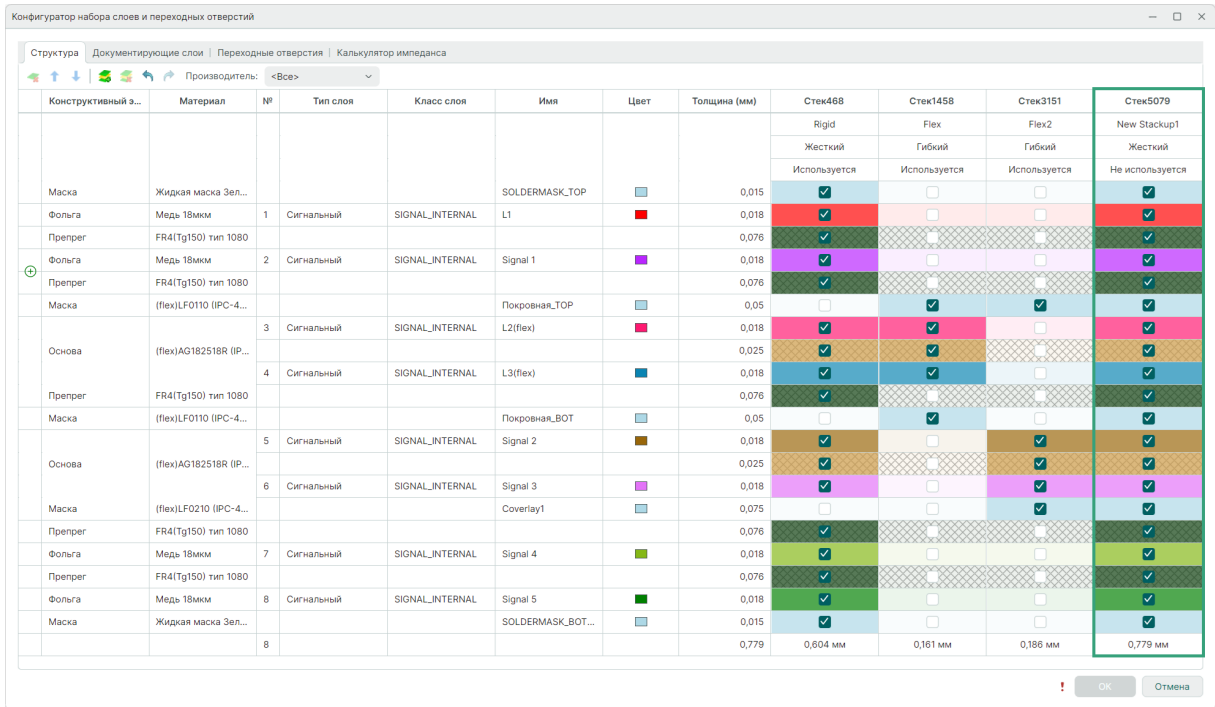 Конфигуратор набора слоев и переходных отверстий
Структура Документирующие слои Переходные отверстия Калькулятор импеданса
Производитель: <Все>
Конструктивный э... Материал № Тип слоя Класс слоя Имя Цвет Толщина (мм) Стек468 Стек1458 Стек3151 Стек5079
Rigid Flex Flex2 New Stackup1
Жесткий Гибкий Гибкий Жесткий
Используется Используется Используется Не используется
Маска Жидкая маска Зел... SOLDERMASK_TOP 0,015
Фольга Медь 18мкм 1 Сигнальный SIGNAL_INTERNAL L1 0,018
Препрег FR4(Tg150) тип 1080 0,076
Фольга Медь 18мкм 2 Сигнальный SIGNAL_INTERNAL Signal 1 0,018
Препрег FR4(Tg150) тип 1080 0,076
Маска (flex)LF0110 (IPC-4... Покровная_TOP 0,05
3 Сигнальный SIGNAL_INTERNAL L2(flex) 0,018
Основа (flex)AG182518R (IP... 0,025
4 Сигнальный SIGNAL_INTERNAL L3(flex) 0,018
Препрег FR4(Tg150) тип 1080 0,076
Маска (flex)LF0110 (IPC-4... Покровная_BOT 0,05
5 Сигнальный SIGNAL_INTERNAL Signal 2 0,018
Основа (flex)AG182518R (IP... 0,025
6 Сигнальный SIGNAL_INTERNAL Signal 3 0,018
Маска (flex)LF0210 (IPC-4... Coverlay1 0,075
Препрег FR4(Tg150) тип 1080 0,076
Фольга Медь 18мкм 7 Сигнальный SIGNAL_INTERNAL Signal 4 0,018
Препрег FR4(Tg150) тип 1080 0,076
Фольга Медь 18мкм 8 Сигнальный SIGNAL_INTERNAL Signal 5 0,018
Маска Жидкая маска Зел... SOLDERMASK_BOT... 0,015
8 0,779 0,604 мм 0,161 мм 0,186 мм 0,779 мм
! OK Отмена